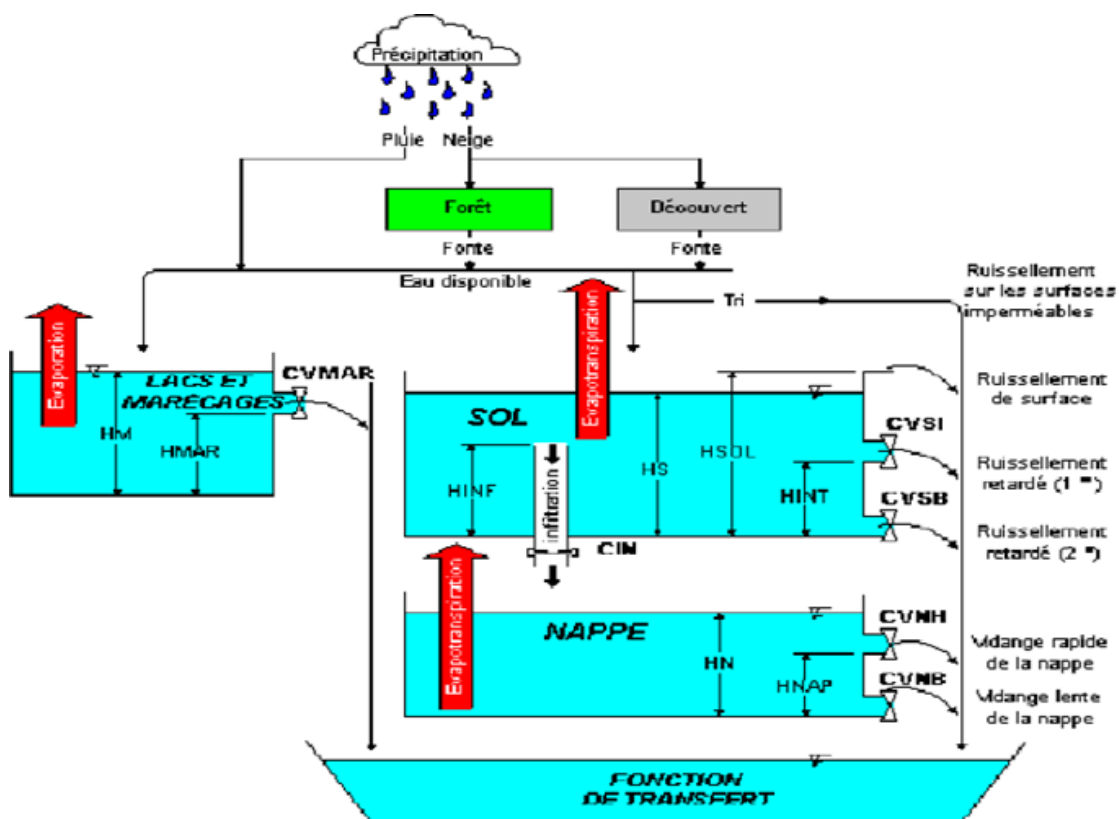 Précipitation
Pluie Neige
Forêt
Découvert
Fonte
Fonte
Eau disponible
Tri
Ruissellement
sur les surfaces
imperméables
Evaporation
Evapotranspiration
CVMAR
LACS ET
MARÉCAGES
HM
HMAR
SOL
HINF
infiltration
HS
HSOL
HINT
CVSI
CVSB
CIN
Ruissellement
de surface
Ruissellement
retardé
Ruissellement
retardé
Evapotranspiration
NAPPE
HN
HNAP
CVNH
CVNB
Vidange rapide
de la nappe
Vidange lente
de la nappe
FONCTION
DE TRANSFERT